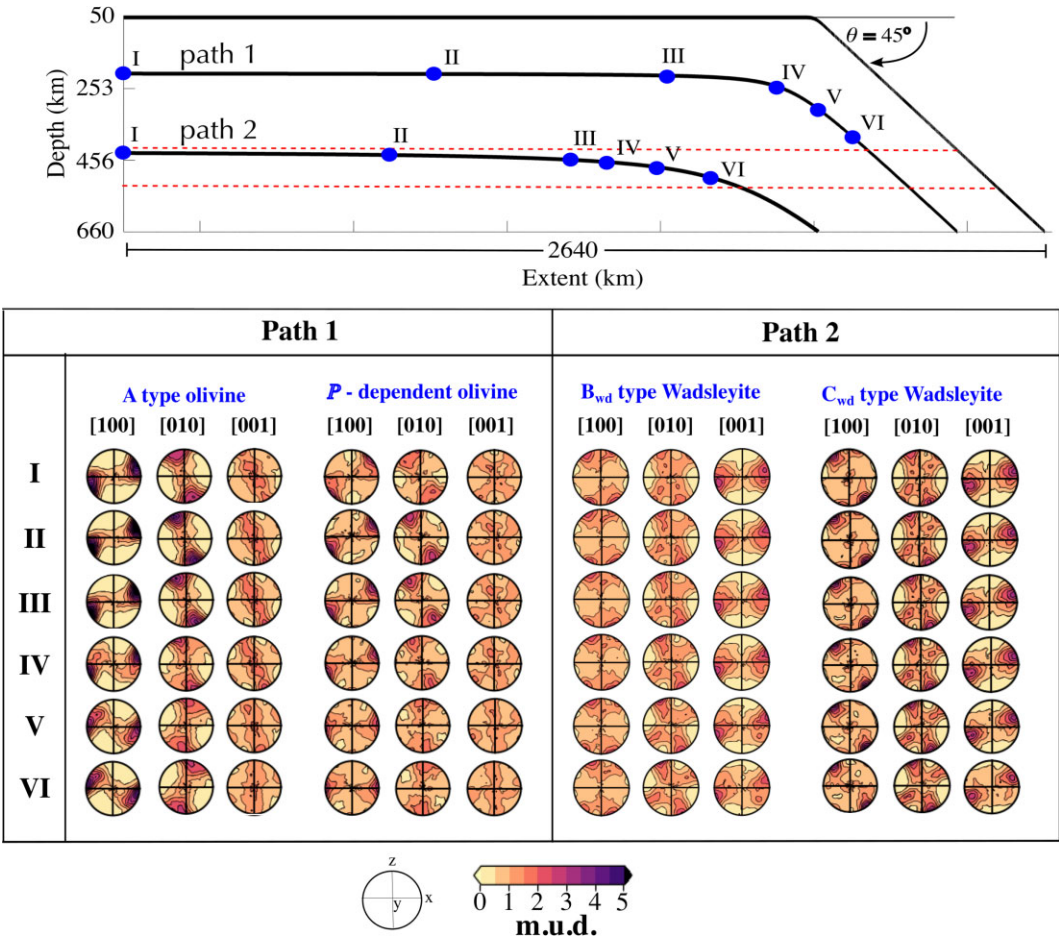 50
θ = 45°
I
path 1
II
III
IV
V
VI
253
Depth (km)
I
path 2
II
III
IV
V
VI
456
660
2640
Extent (km)
Path 1
Path 2
A type olivine
P - dependent olivine
Bwd type Wadsleyite
Cwd type Wadsleyite
[100] [010] [001] [100] [010] [001] [100] [010] [001] [100] [010] [001]
I
II
III
IV
V
VI
z
y
x
0 1 2 3 4 5
m.u.d.